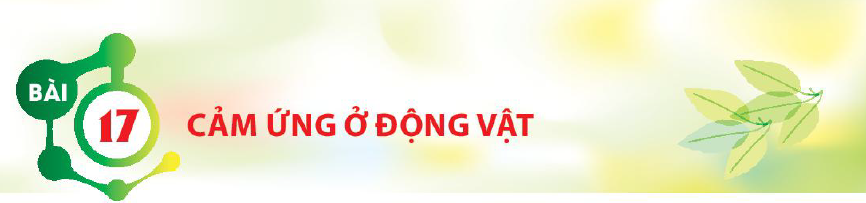 BÀI
17
CẢM ỨNG Ở ĐỘNG VẬT